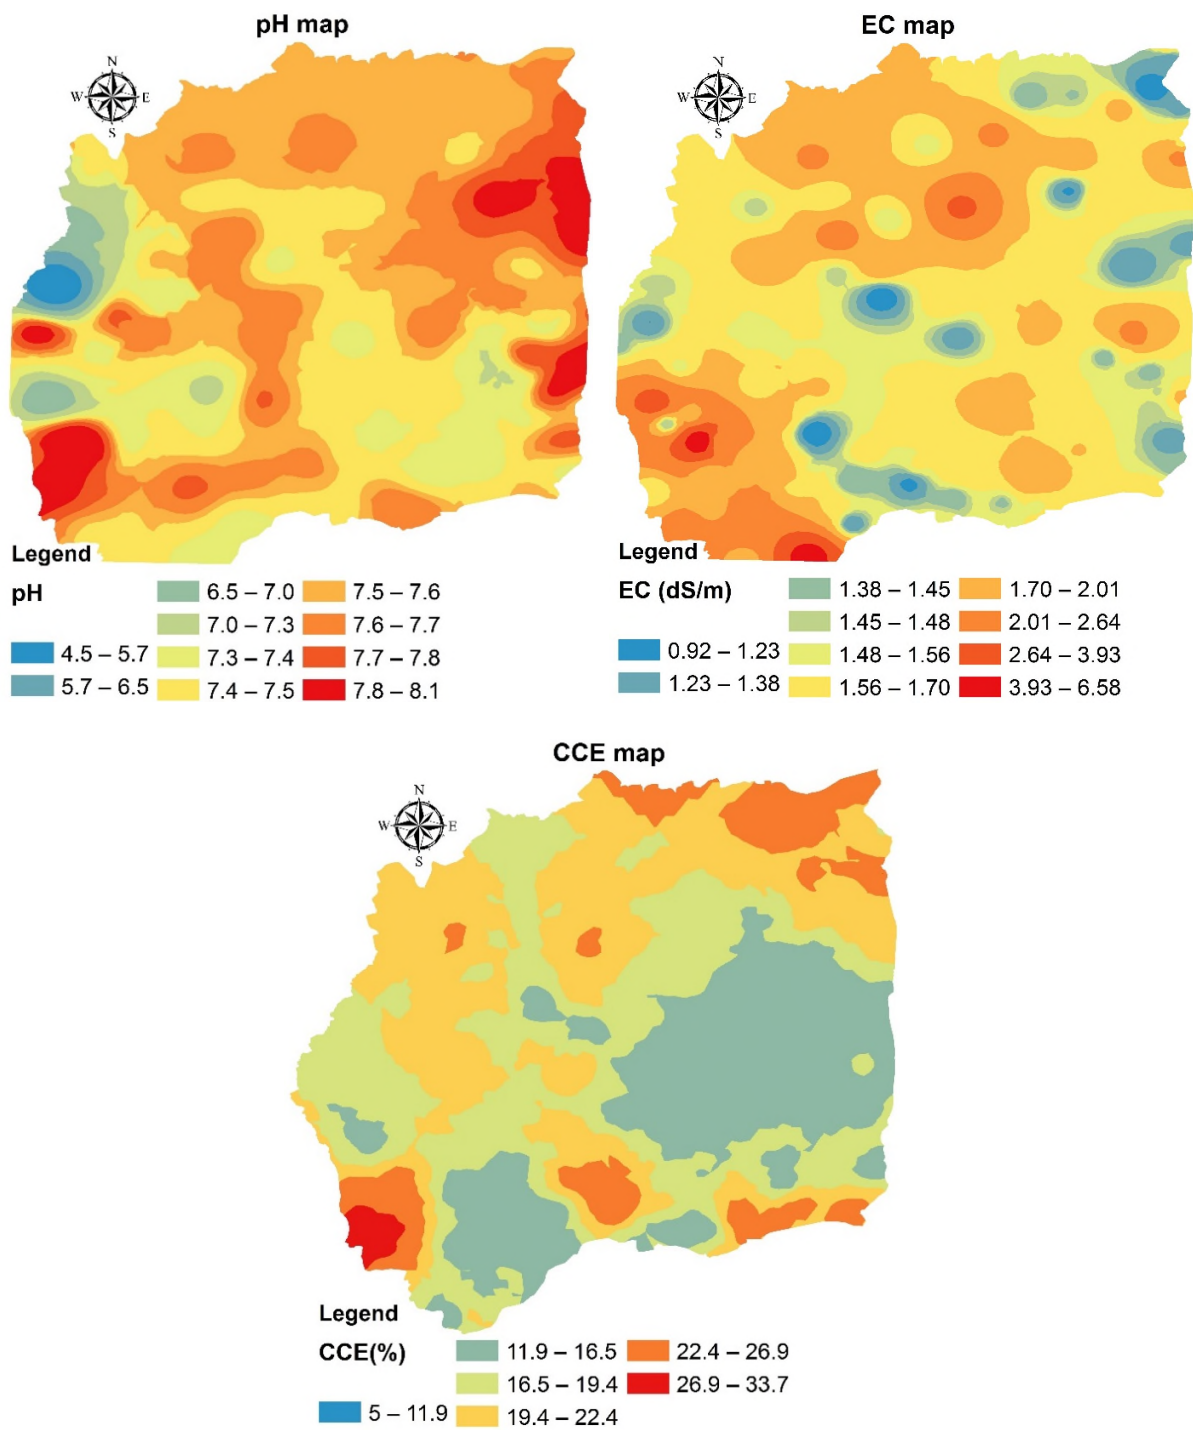 pH map
N
W E
S
Legend
pH
4.5 – 5.7
5.7 – 6.5
6.5 – 7.0
7.0 – 7.3
7.3 – 7.4
7.4 – 7.5
7.5 – 7.6
7.6 – 7.7
7.7 – 7.8
7.8 – 8.1
EC map
N
W E
S
Legend
EC (dS/m)
0.92 – 1.23
1.23 – 1.38
1.38 – 1.45
1.45 – 1.48
1.48 – 1.56
1.56 – 1.70
1.70 – 2.01
2.01 – 2.64
2.64 – 3.93
3.93 – 6.58
CCE map
N
W E
S
Legend
CCE(%)
5 – 11.9
11.9 – 16.5
16.5 – 19.4
19.4 – 22.4
22.4 – 26.9
26.9 – 33.7